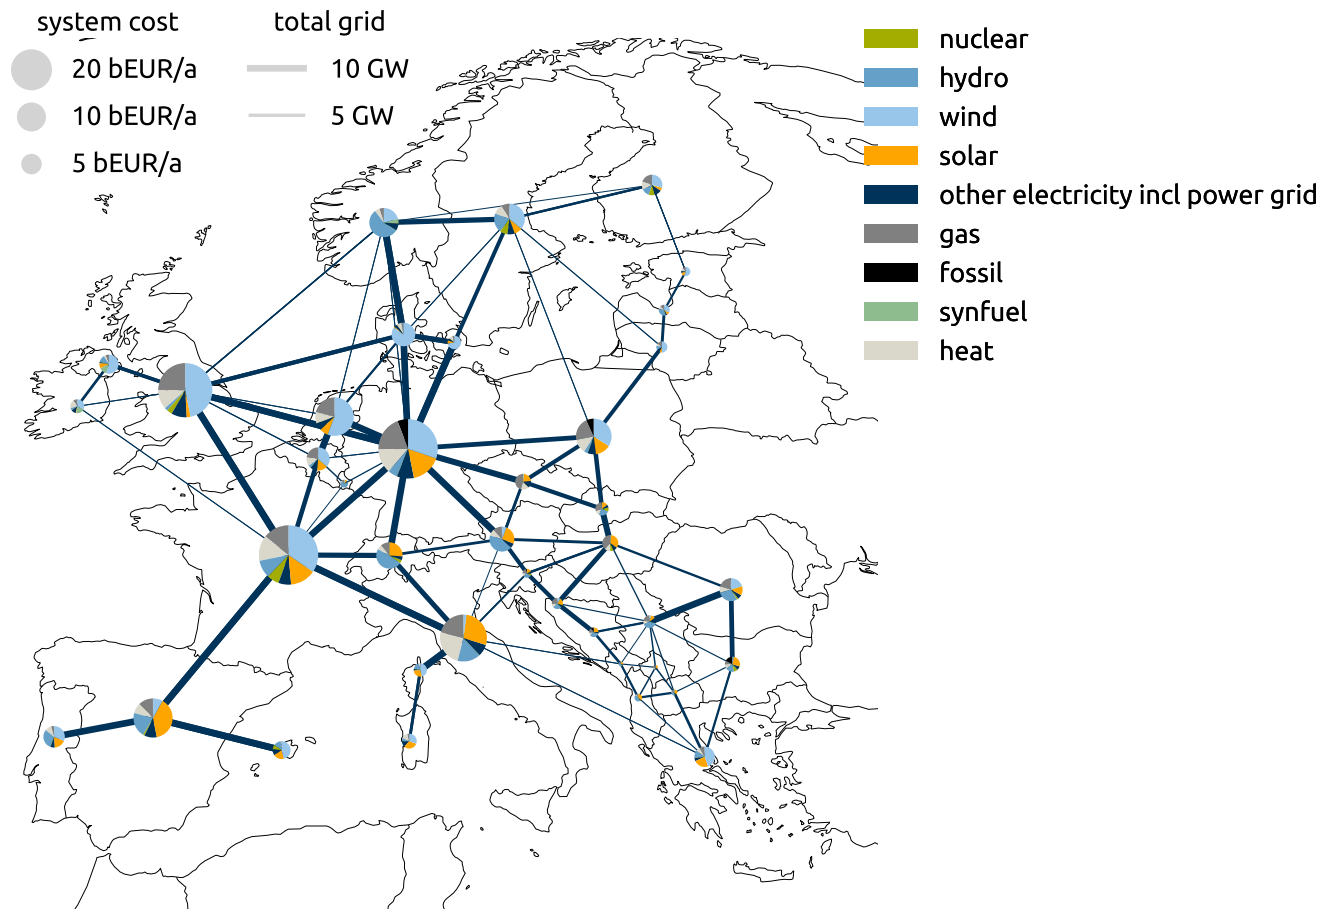 system cost
20 bEUR/a
10 bEUR/a
5 bEUR/a
total grid
10 GW
5 GW
nuclear
hydro
wind
solar
other electricity incl power grid
gas
fossil
synfuel
heat